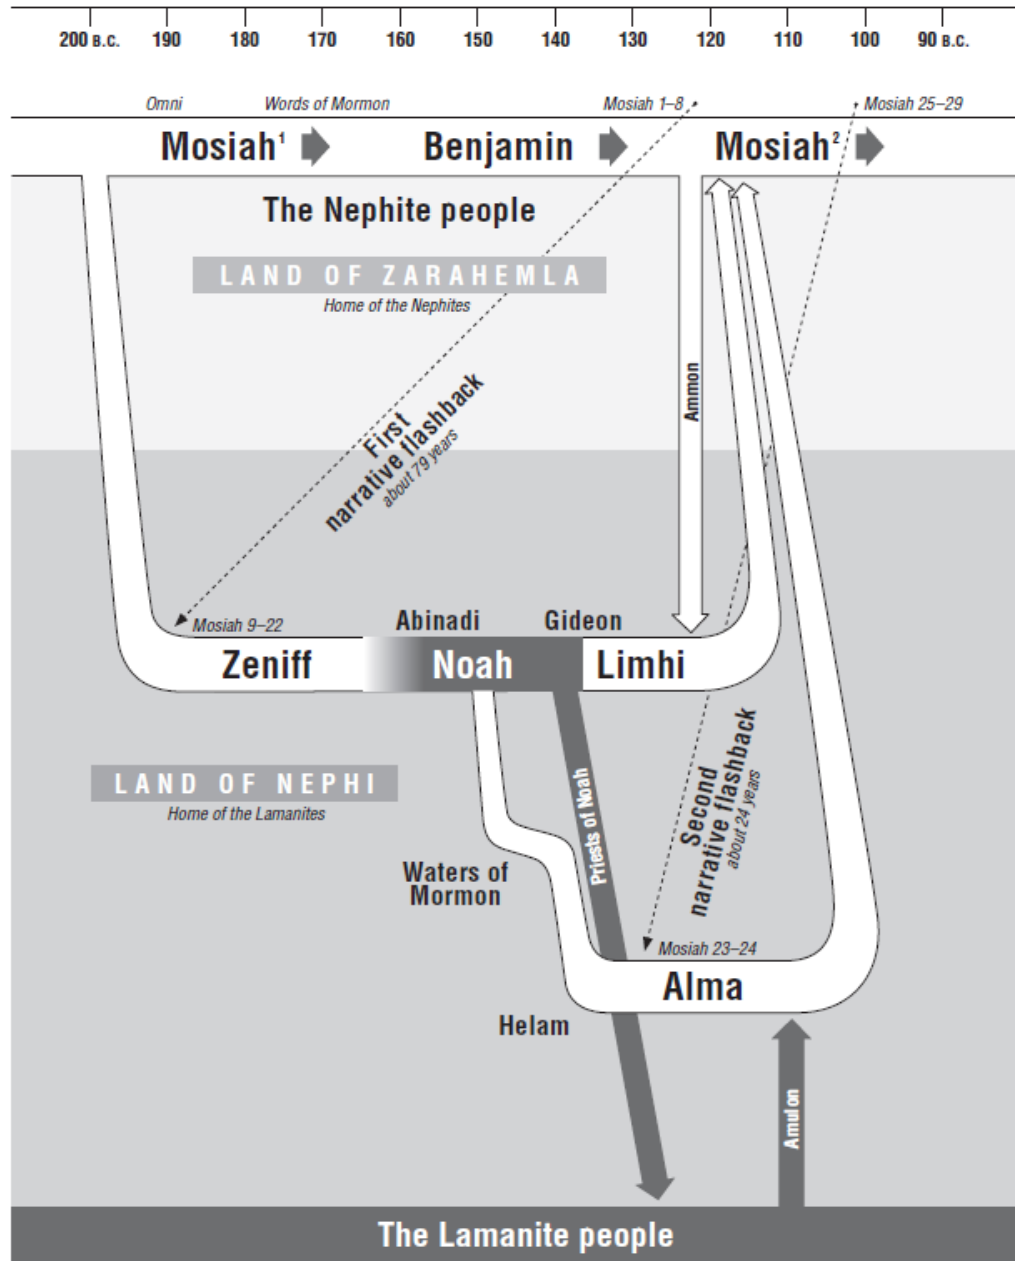 200 B.C. 190 180 170 160 150 140 130 120 110 100 90 B.C.
Omni Words of Mormon Mosiah 1–8 Mosiah 25–29
Mosiah¹ Benjamin Mosiah²
The Nephite people
LAND OF ZARAHEMLA
Home of the Nephites
Ammon
First
narrative flashback
about 79 years
Mosiah 9–22
Abinadi Gideon
Zeniff Noah Limhi
LAND OF NEPHI
Home of the Lamanites
Priests of Noah
Second
narrative flashback
about 24 years
Waters of
Mormon
Mosiah 23–24
Alma
Helam
Amulon
The Lamanite people